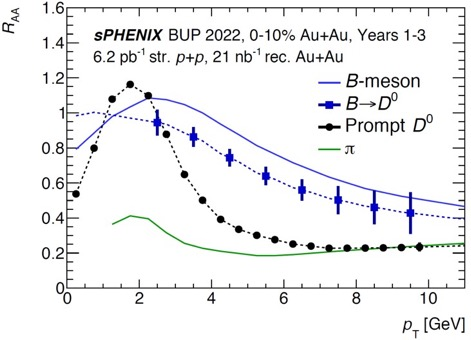 R_AA
1.6
1.4
1.2
1
0.8
0.6
0.4
0.2
0
sPHENIX BUP 2022, 0-10% Au+Au, Years 1-3
6.2 pb⁻¹ str. p+p, 21 nb⁻¹ rec. Au+Au
B-meson
B→D⁰
Prompt D⁰
π
0 2 4 6 8 10
p_T [GeV]